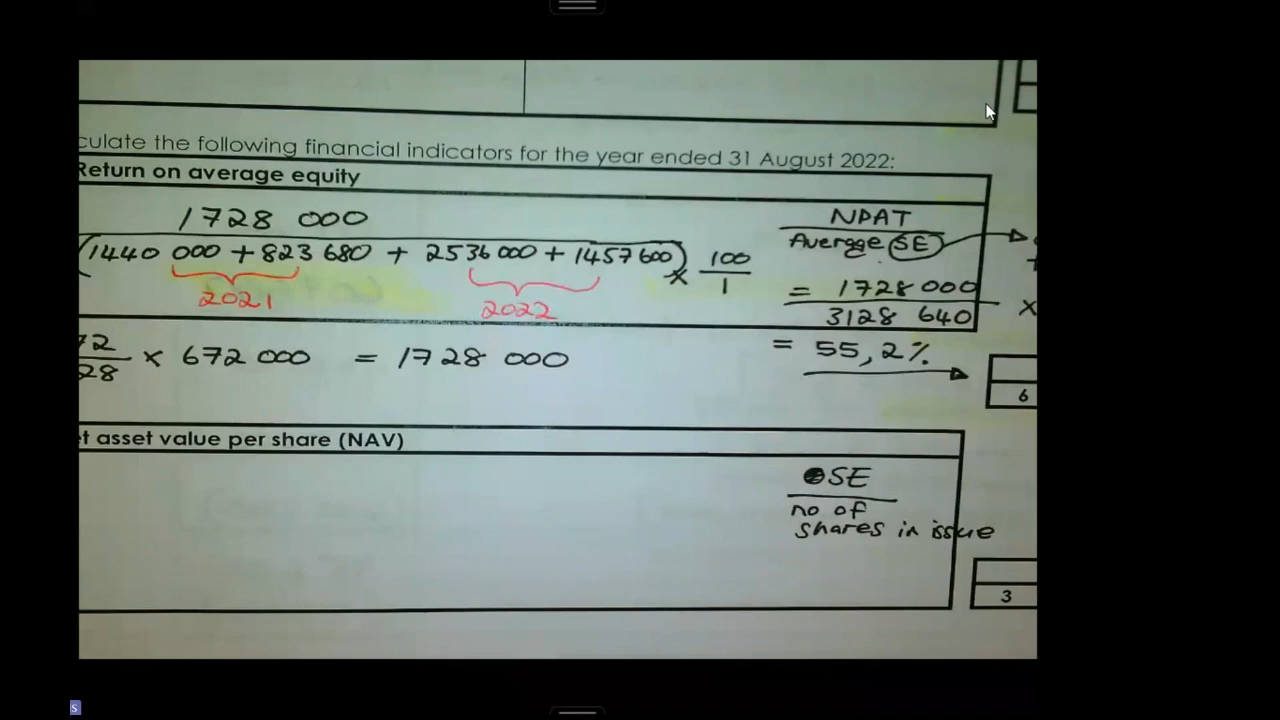 culate the following financial indicators for the year ended 31 August 2022:
Return on average equity
1728 000
(1440 000 + 823 680 + 2536 000 + 1457 600) × 100
1
2021
2022
NPAT
Average SE
= 1728 000
3128 640
×
= 55,2%
72
28 × 672 000 = 1728 000
6
t asset value per share (NAV)
SE
no of
shares in issue
3
s